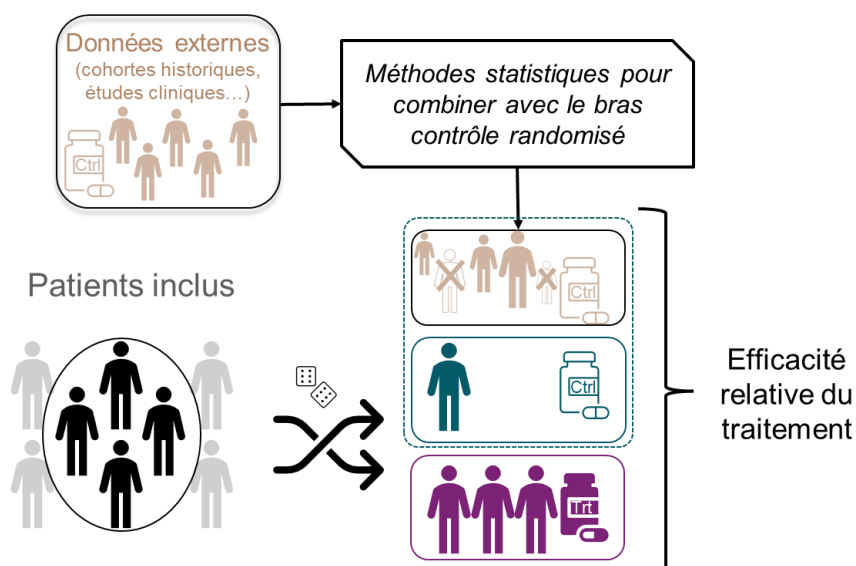 Données externes
(cohortes historiques,
études cliniques…)
Ctrl
Méthodes statistiques pour
combiner avec le bras
contrôle randomisé
Patients inclus
Ctrl
Ctrl
Trt
Efficacité
relative du
traitement